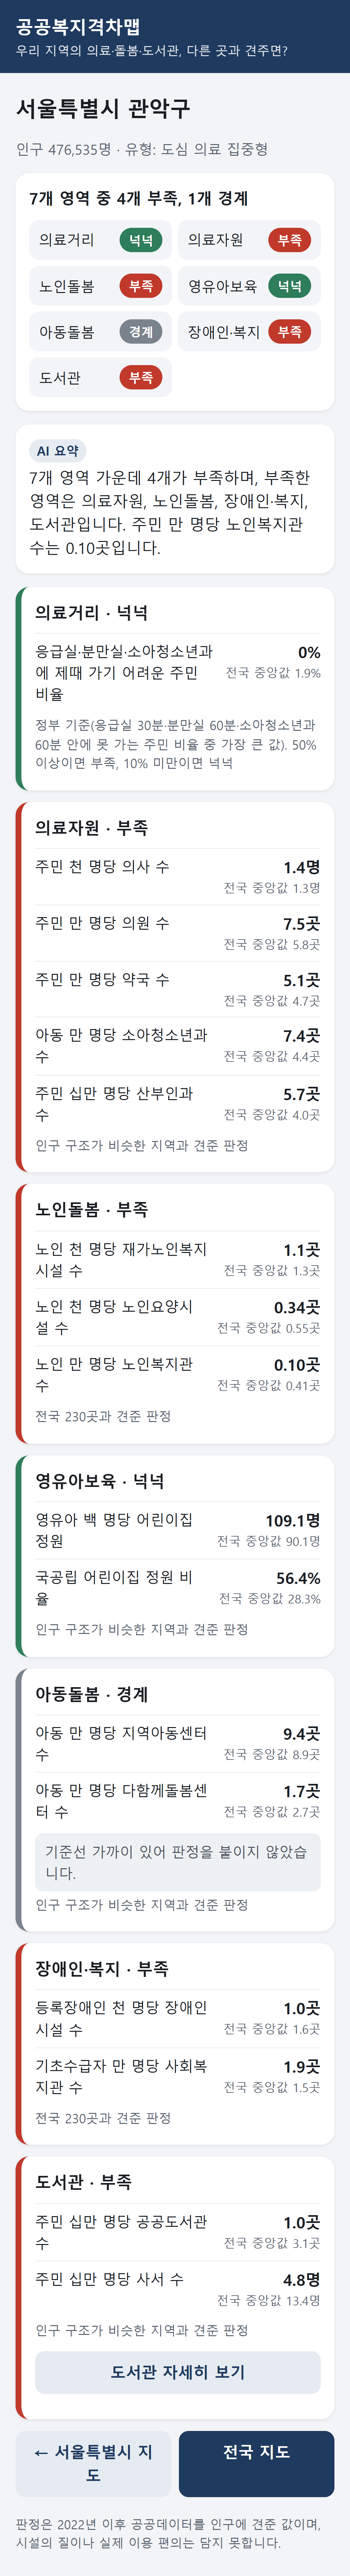 공공복지격차맵
우리 지역의 의료·돌봄·도서관, 다른 곳과 견주면?
서울특별시 관악구
인구 476,535명 · 유형: 도심 의료 집중형
7개 영역 중 4개 부족, 1개 경계
의료거리 넉넉
의료자원 부족
노인돌봄 부족
영유아보육 넉넉
아동돌봄 경계
장애인·복지 부족
도서관 부족
AI 요약
7개 영역 가운데 4개가 부족하며, 부족한
영역은 의료자원, 노인돌봄, 장애인·복지,
도서관입니다. 주민 만 명당 노인복지관
수는 0.10곳입니다.
의료거리 · 넉넉
응급실·분만실·소아청소년과
에 제때 가기 어려운 주민
비율
0%
전국 중앙값 1.9%
정부 기준(응급실 30분·분만실 60분·소아청소년과
60분 안에 못 가는 주민 비율 중 가장 큰 값). 50%
이상이면 부족, 10% 미만이면 넉넉
의료자원 · 부족
주민 천 명당 의사 수
1.4명
전국 중앙값 1.3명
주민 만 명당 의원 수
7.5곳
전국 중앙값 5.8곳
주민 만 명당 약국 수
5.1곳
전국 중앙값 4.7곳
아동 만 명당 소아청소년과
수
7.4곳
전국 중앙값 4.4곳
주민 십만 명당 산부인과
수
5.7곳
전국 중앙값 4.0곳
인구 구조가 비슷한 지역과 견준 판정
노인돌봄 · 부족
노인 천 명당 재가노인복지
시설 수
1.1곳
전국 중앙값 1.3곳
노인 천 명당 노인요양시
설 수
0.34곳
전국 중앙값 0.55곳
노인 만 명당 노인복지관
수
0.10곳
전국 중앙값 0.41곳
전국 230곳과 견준 판정
영유아보육 · 넉넉
영유아 백 명당 어린이집
정원
109.1명
전국 중앙값 90.1명
국공립 어린이집 정원 비
율
56.4%
전국 중앙값 28.3%
인구 구조가 비슷한 지역과 견준 판정
아동돌봄 · 경계
아동 만 명당 지역아동센터
수
9.4곳
전국 중앙값 8.9곳
아동 만 명당 다함께돌봄센
터 수
1.7곳
전국 중앙값 2.7곳
기준선 가까이 있어 판정을 붙이지 않았습
니다.
인구 구조가 비슷한 지역과 견준 판정
장애인·복지 · 부족
등록장애인 천 명당 장애인
시설 수
1.0곳
전국 중앙값 1.6곳
기초수급자 만 명당 사회복
지관 수
1.9곳
전국 중앙값 1.5곳
전국 230곳과 견준 판정
도서관 · 부족
주민 십만 명당 공공도서관
수
1.0곳
전국 중앙값 3.1곳
주민 십만 명당 사서 수
4.8명
전국 중앙값 13.4명
인구 구조가 비슷한 지역과 견준 판정
도서관 자세히 보기
← 서울특별시 지
도
전국 지도
판정은 2022년 이후 공공데이터를 인구에 견준 값이며,
시설의 질이나 실제 이용 편의는 담지 못합니다.